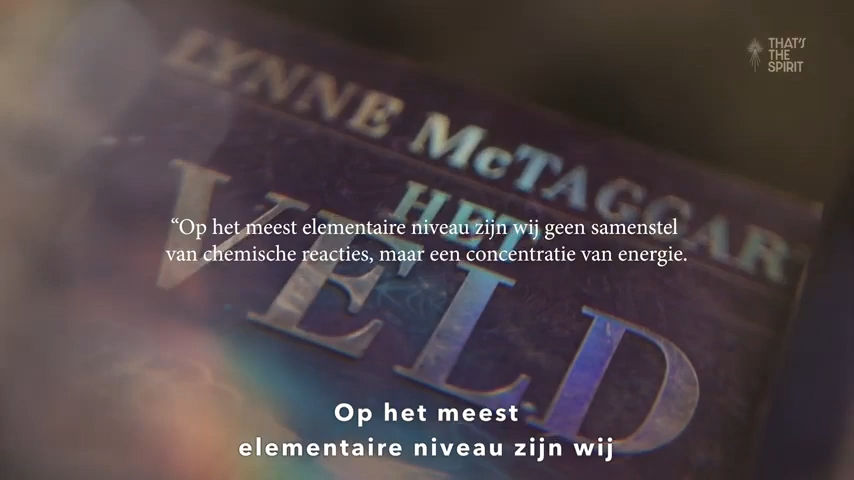 THAT'S
THE
SPIRIT
LYNNE McTAGGAR
HET
VELD
“Op het meest elementaire niveau zijn wij geen samenstel
van chemische reacties, maar een concentratie van energie.
Op het meest
elementaire niveau zijn wij